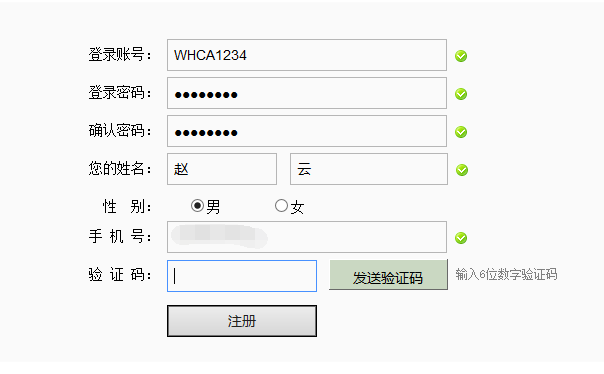 登录账号： WHCA1234
登录密码： ●●●●●●●●
确认密码： ●●●●●●●●
您的姓名： 赵 云
性 别： 男 女
手 机 号：
验 证 码： 发送验证码 输入6位数字验证码
注册